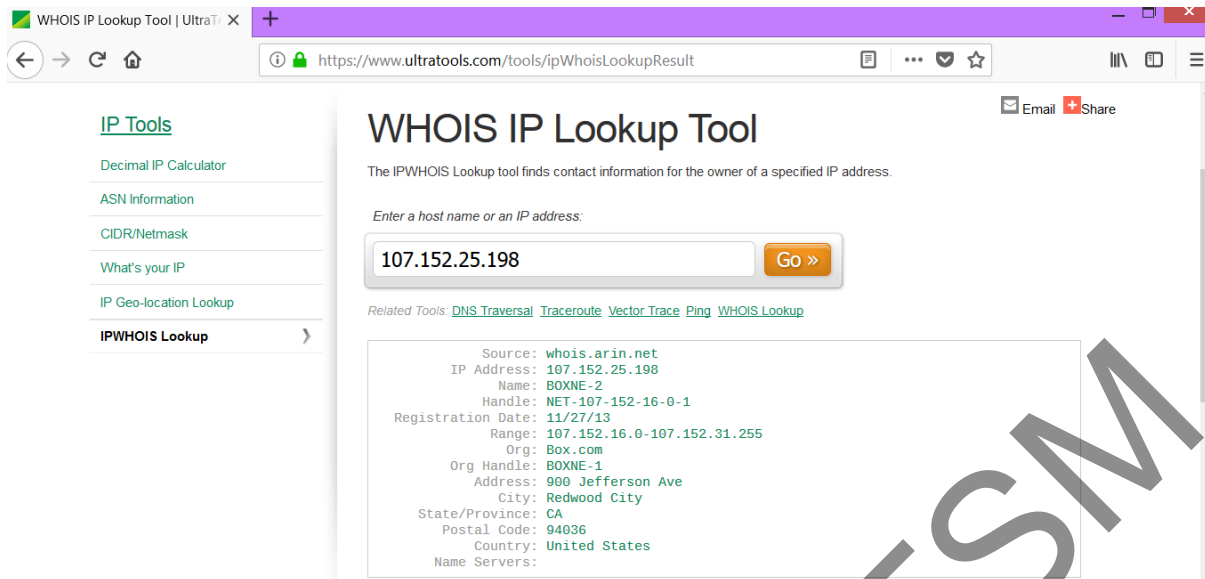 WHOIS IP Lookup Tool | UltraTo
https://www.ultratools.com/tools/ipWhoisLookupResult
Email Share
IP Tools
Decimal IP Calculator
ASN Information
CIDR/Netmask
What's your IP
IP Geo-location Lookup
IPWHOIS Lookup
WHOIS IP Lookup Tool
The IPWHOIS Lookup tool finds contact information for the owner of a specified IP address.
Enter a host name or an IP address:
107.152.25.198
Go »
Related Tools: DNS Traversal Traceroute Vector Trace Ping WHOIS Lookup
Source: whois.arin.net
IP Address: 107.152.25.198
Name: BOXNE-2
Handle: NET-107-152-16-0-1
Registration Date: 11/27/13
Range: 107.152.16.0-107.152.31.255
Org: Box.com
Org Handle: BOXNE-1
Address: 900 Jefferson Ave
City: Redwood City
State/Province: CA
Postal Code: 94036
Country: United States
Name Servers:
SM